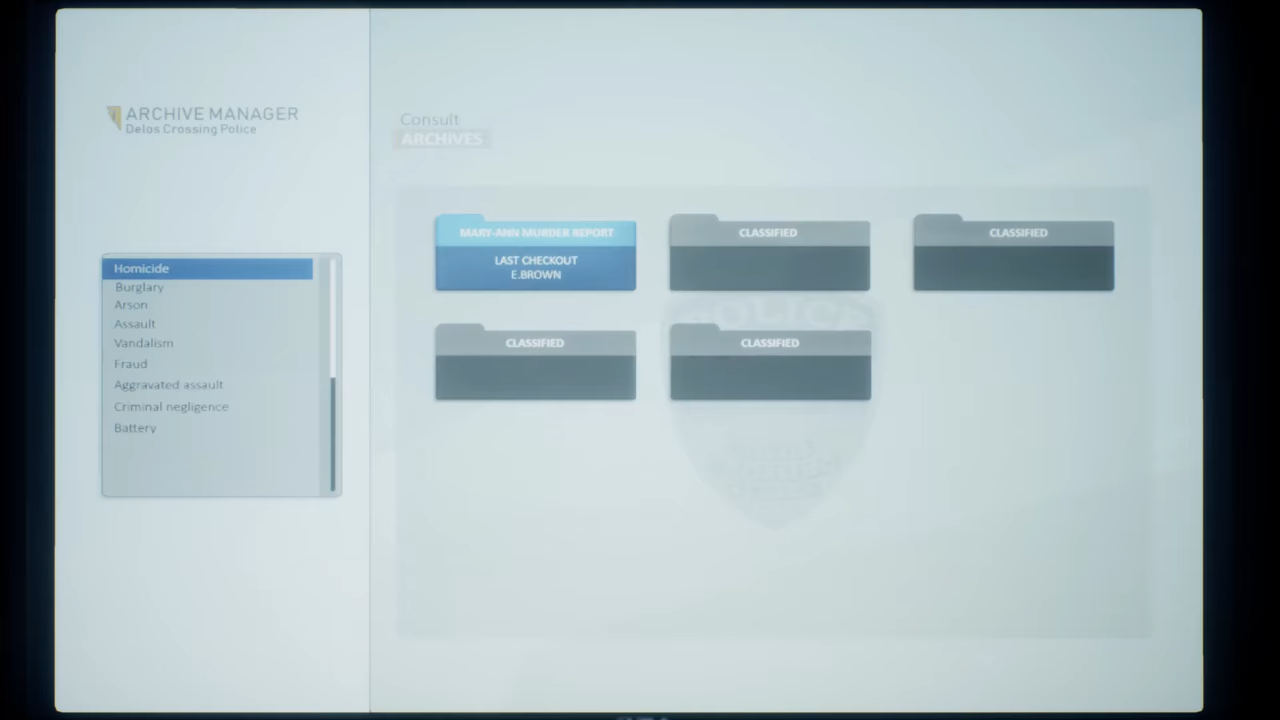 ARCHIVE MANAGER
Delos Crossing Police
Consult
ARCHIVES
Homicide
Burglary
Arson
Assault
Vandalism
Fraud
Aggravated assault
Criminal negligence
Battery
MARY-ANN MURDER REPORT
LAST CHECKOUT
E.BROWN
CLASSIFIED
CLASSIFIED
CLASSIFIED
CLASSIFIED
POLICE